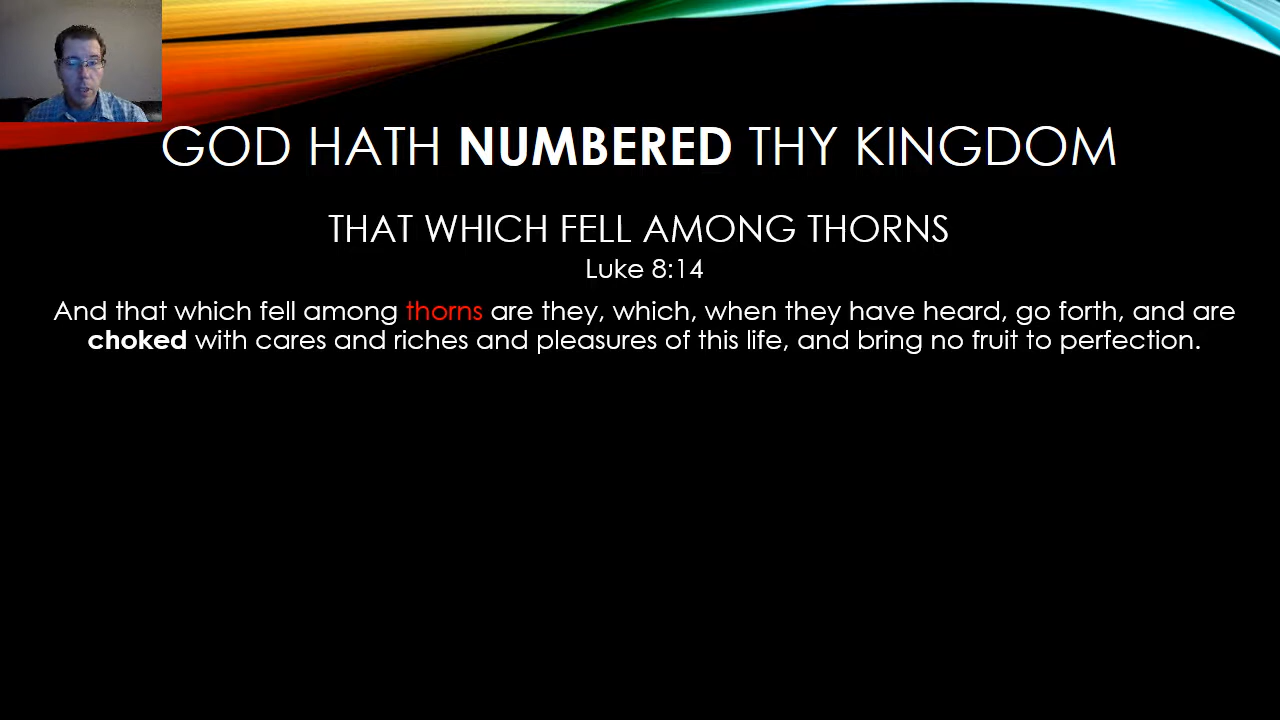 GOD HATH NUMBERED THY KINGDOM
THAT WHICH FELL AMONG THORNS
Luke 8:14
And that which fell among thorns are they, which, when they have heard, go forth, and are
choked with cares and riches and pleasures of this life, and bring no fruit to perfection.